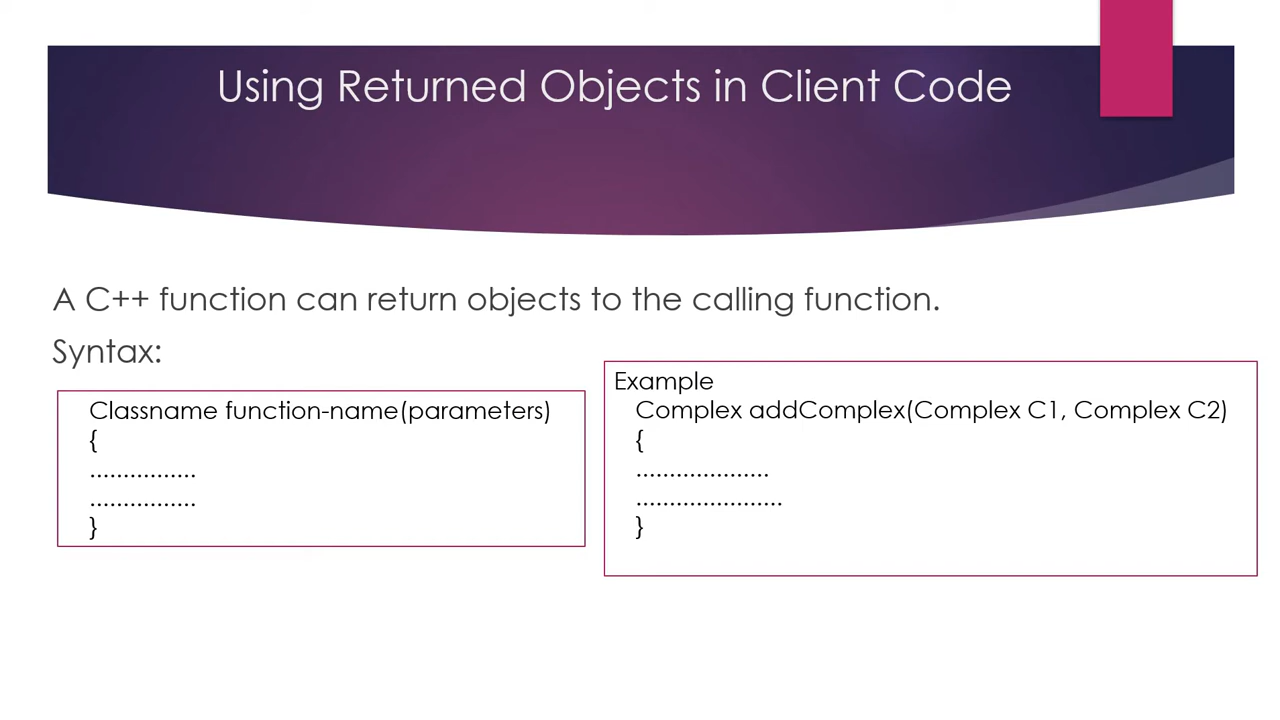 Using Returned Objects in Client Code
A C++ function can return objects to the calling function.
Syntax:
Classname function-name(parameters)
{
................
................
}
Example
Complex addComplex(Complex C1, Complex C2)
{
....................
......................
}